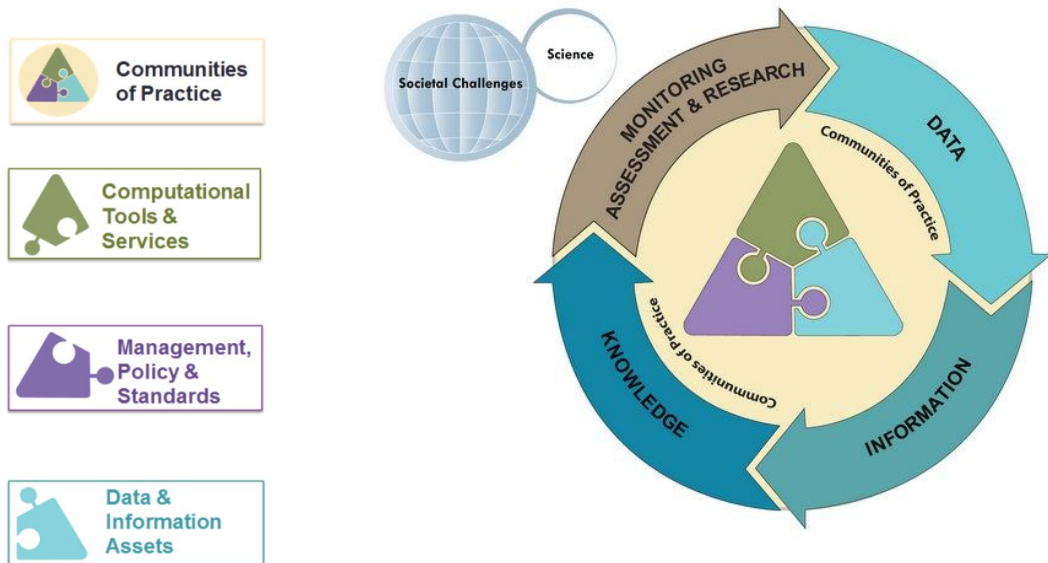 Communities
of Practice
Computational
Tools &
Services
Management,
Policy &
Standards
Data &
Information
Assets
Societal Challenges
Science
MONITORING
ASSESSMENT & RESEARCH
DATA
INFORMATION
KNOWLEDGE
Communities of Practice
Communities of Practice